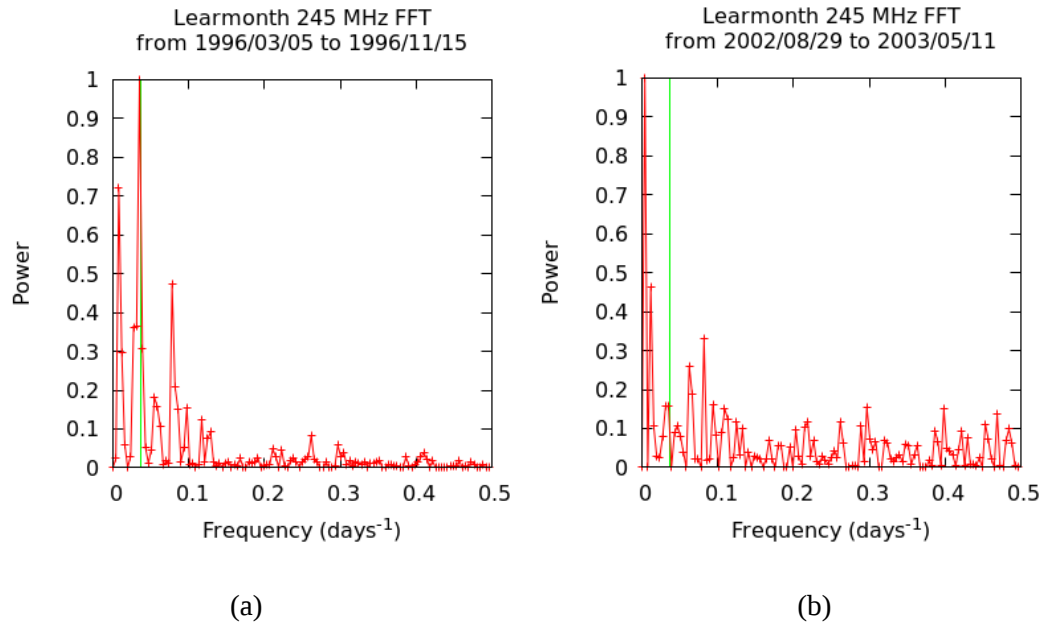 Learmonth 245 MHz FFT
from 1996/03/05 to 1996/11/15
1
0.9
0.8
0.7
0.6
0.5
0.4
0.3
0.2
0.1
0
Power
0 0.1 0.2 0.3 0.4 0.5
Frequency (days⁻¹)
(a)
Learmonth 245 MHz FFT
from 2002/08/29 to 2003/05/11
1
0.9
0.8
0.7
0.6
0.5
0.4
0.3
0.2
0.1
0
Power
0 0.1 0.2 0.3 0.4 0.5
Frequency (days⁻¹)
(b)